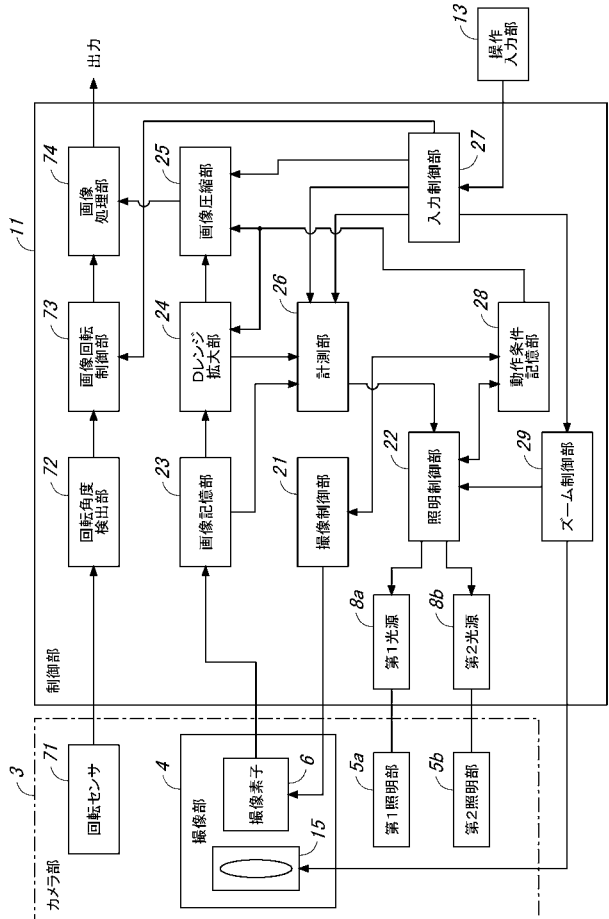 カメラ部
3
71
回転センサ
撮像部
4
撮像素子
6
15
5a
第1照明部
5b
第2照明部
制御部
11
72
回転角度
検出部
73
画像回転
制御部
74
画像
処理部
出力
23
画像記憶部
24
Dレンジ
拡大部
25
画像圧縮部
21
撮像制御部
26
計測部
27
入力制御部
13
操作
入力部
8a
第1光源
8b
第2光源
22
照明制御部
28
動作条件
記憶部
29
ズーム制御部